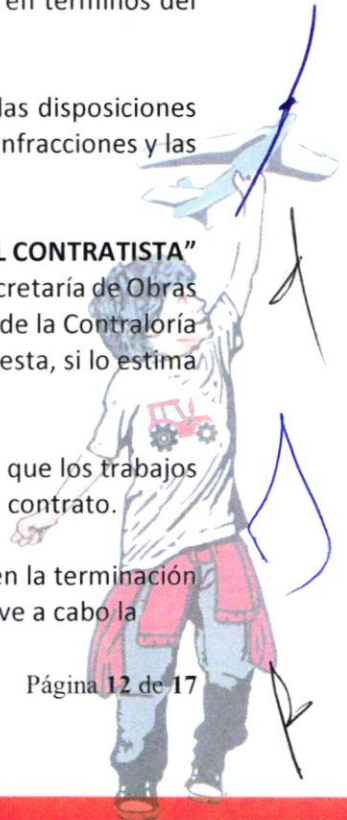 en términos del
las disposiciones
infracciones y las
L CONTRATISTA”
cretaría de Obras
de la Contraloría
esta, si lo estima
que los trabajos
contrato.
en la terminación
ve a cabo la
Página 12 de 17